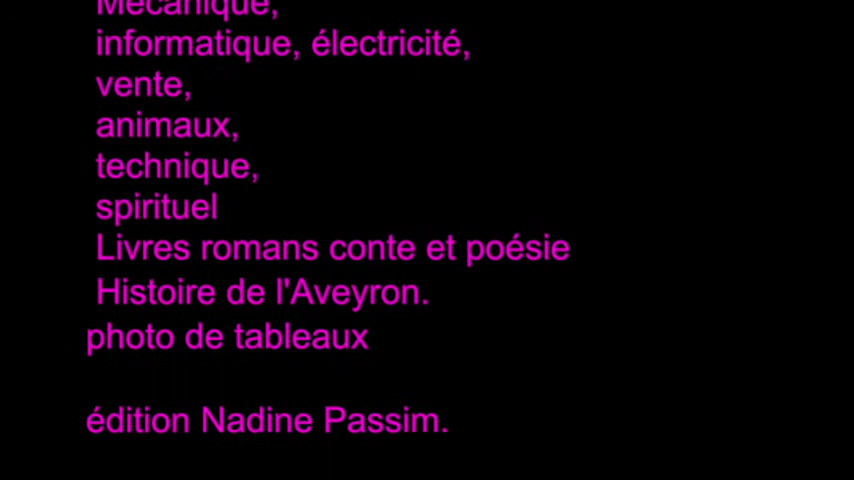 Mécanique,
informatique, électricité,
vente,
animaux,
technique,
spirituel
Livres romans conte et poésie
Histoire de l'Aveyron.
photo de tableaux
édition Nadine Passim.